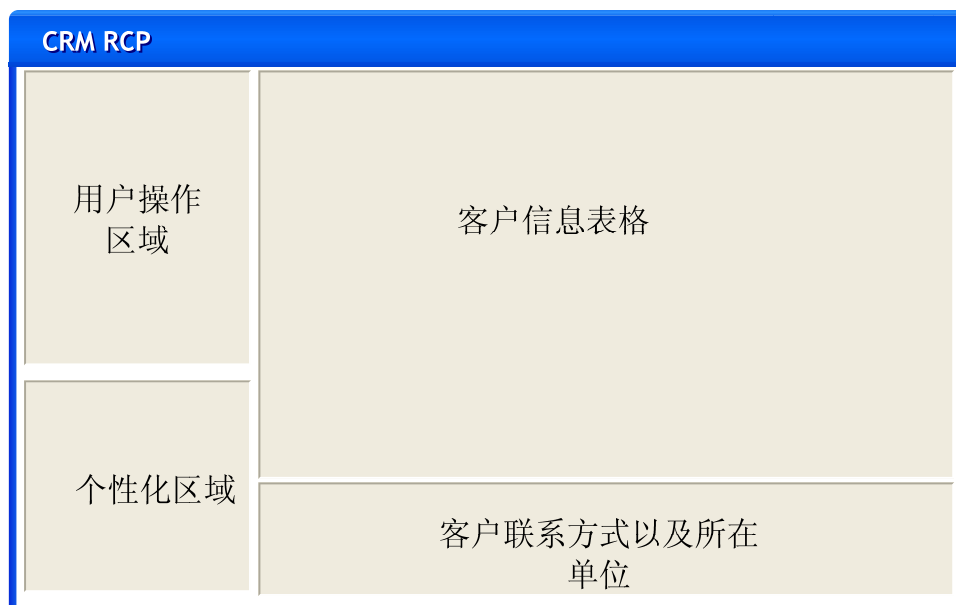 CRM RCP
用户操作
区域
客户信息表格
个性化区域
客户联系方式以及所在
单位